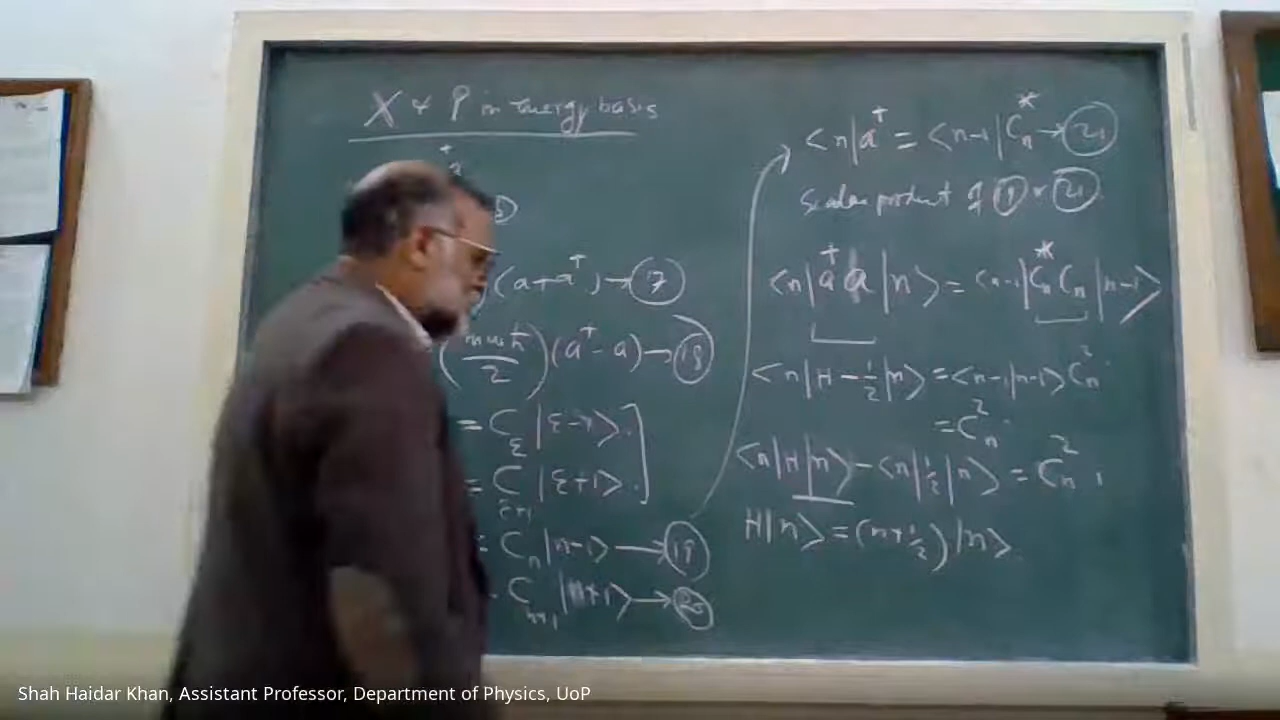 X & P in energy basis
(a+a†) → (17)
(mωħ/2)(a†-a) → (18)
= C_ε |ε-1>.
= C_ε+1 |ε+1>.
= C_n |n-1> → (19)
C_n+1 |n+1> → (20)
<n|a† = <n-1|C_n* → (21)
Scalar product of (19) & (21)
<n|a†a|n> = <n-1|C_n* C_n|n-1>
<n|H - 1/2|n> = <n-1|n-1> C_n²
= C_n².
<n|H|n> - <n|1/2|n> = C_n²,
H|n> = (n+1/2)|n>.
Shah Haidar Khan, Assistant Professor, Department of Physics, UoP